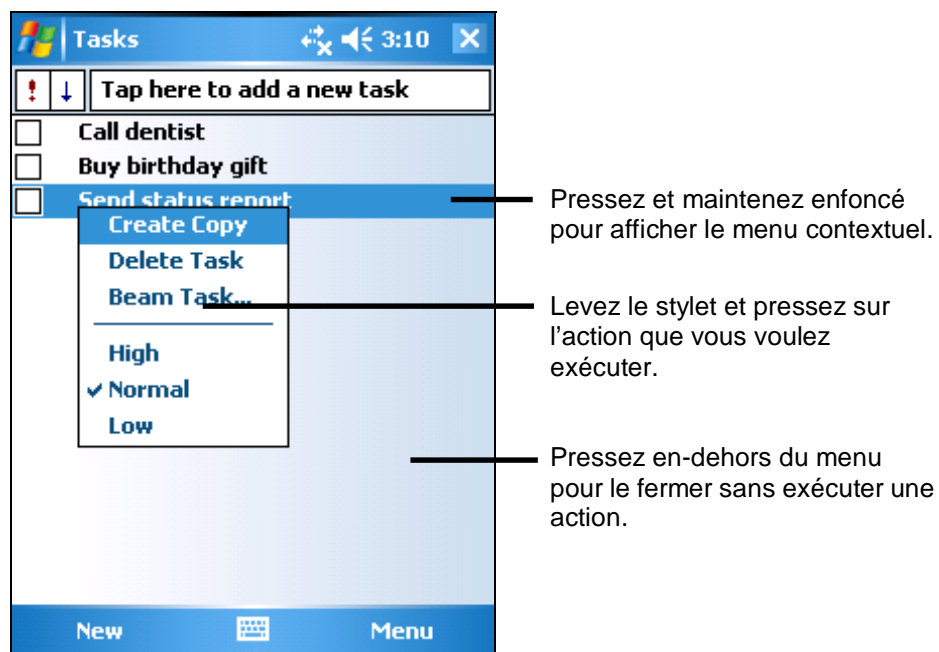 Tasks 3:10
Tap here to add a new task
Call dentist
Buy birthday gift
Send status report
Create Copy
Delete Task
Beam Task...
High
Normal
Low
New Menu
Pressez et maintenez enfoncé
pour afficher le menu contextuel.
Levez le stylet et pressez sur
l’action que vous voulez
exécuter.
Pressez en-dehors du menu
pour le fermer sans exécuter une
action.